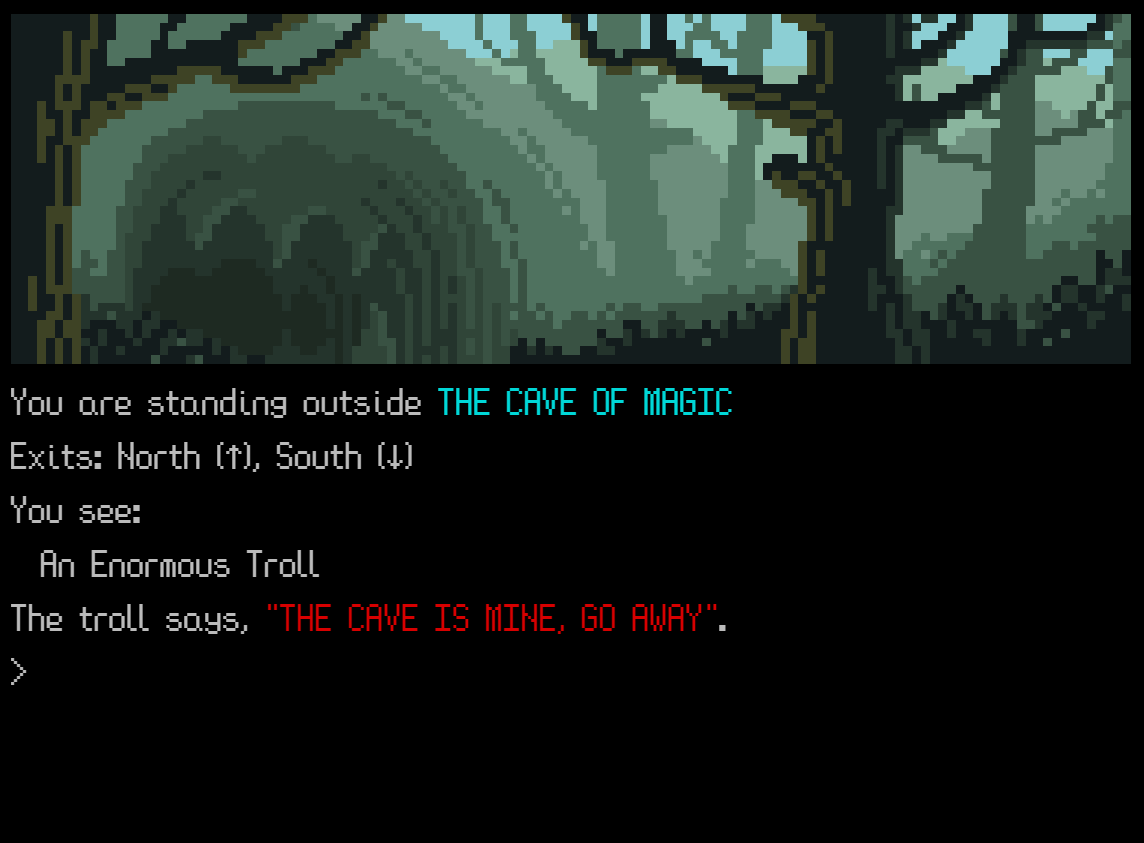 You are standing outside THE CAVE OF MAGIC
Exits: North (↑), South (↓)
You see:
An Enormous Troll
The troll says, "THE CAVE IS MINE, GO AWAY".
>